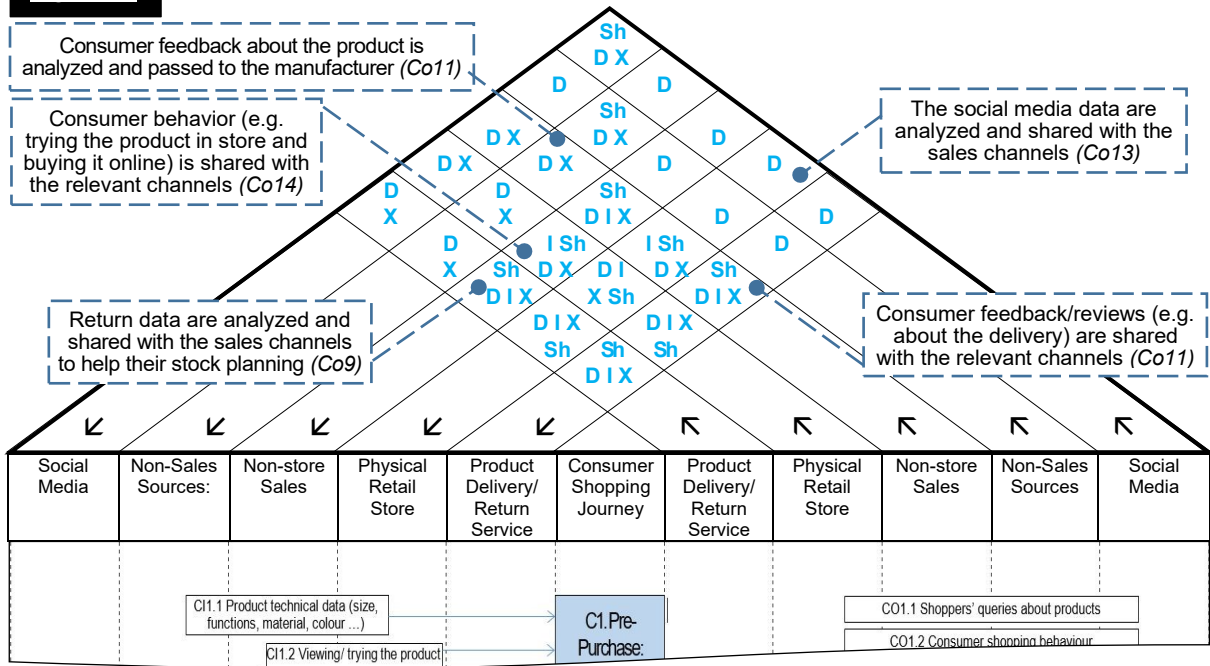 Consumer feedback about the product is
analyzed and passed to the manufacturer (Co11)
Consumer behavior (e.g.
trying the product in store and
buying it online) is shared with
the relevant channels (Co14)
The social media data are
analyzed and shared with the
sales channels (Co13)
Return data are analyzed and
shared with the sales channels
to help their stock planning (Co9)
Consumer feedback/reviews (e.g.
about the delivery) are shared
with the relevant channels (Co11)
Sh
D X
D D
Sh
D X D X D
D X D X D D
D D Sh
X X D I X D D
D I Sh I Sh D
X Sh D X D I D X Sh
D I X X Sh D I X
D I X D I X
Sh Sh Sh
D I X
Social
Media
Non-Sales
Sources:
Non-store
Sales
Physical
Retail
Store
Product
Delivery/
Return
Service
Consumer
Shopping
Journey
Product
Delivery/
Return
Service
Physical
Retail
Store
Non-store
Sales
Non-Sales
Sources
Social
Media
CI1.1 Product technical data (size,
functions, material, colour ...)
CI1.2 Viewing/ trying the product
C1.Pre-
Purchase:
CO1.1 Shoppers' queries about products
CO1.2 Consumer shopping behaviour